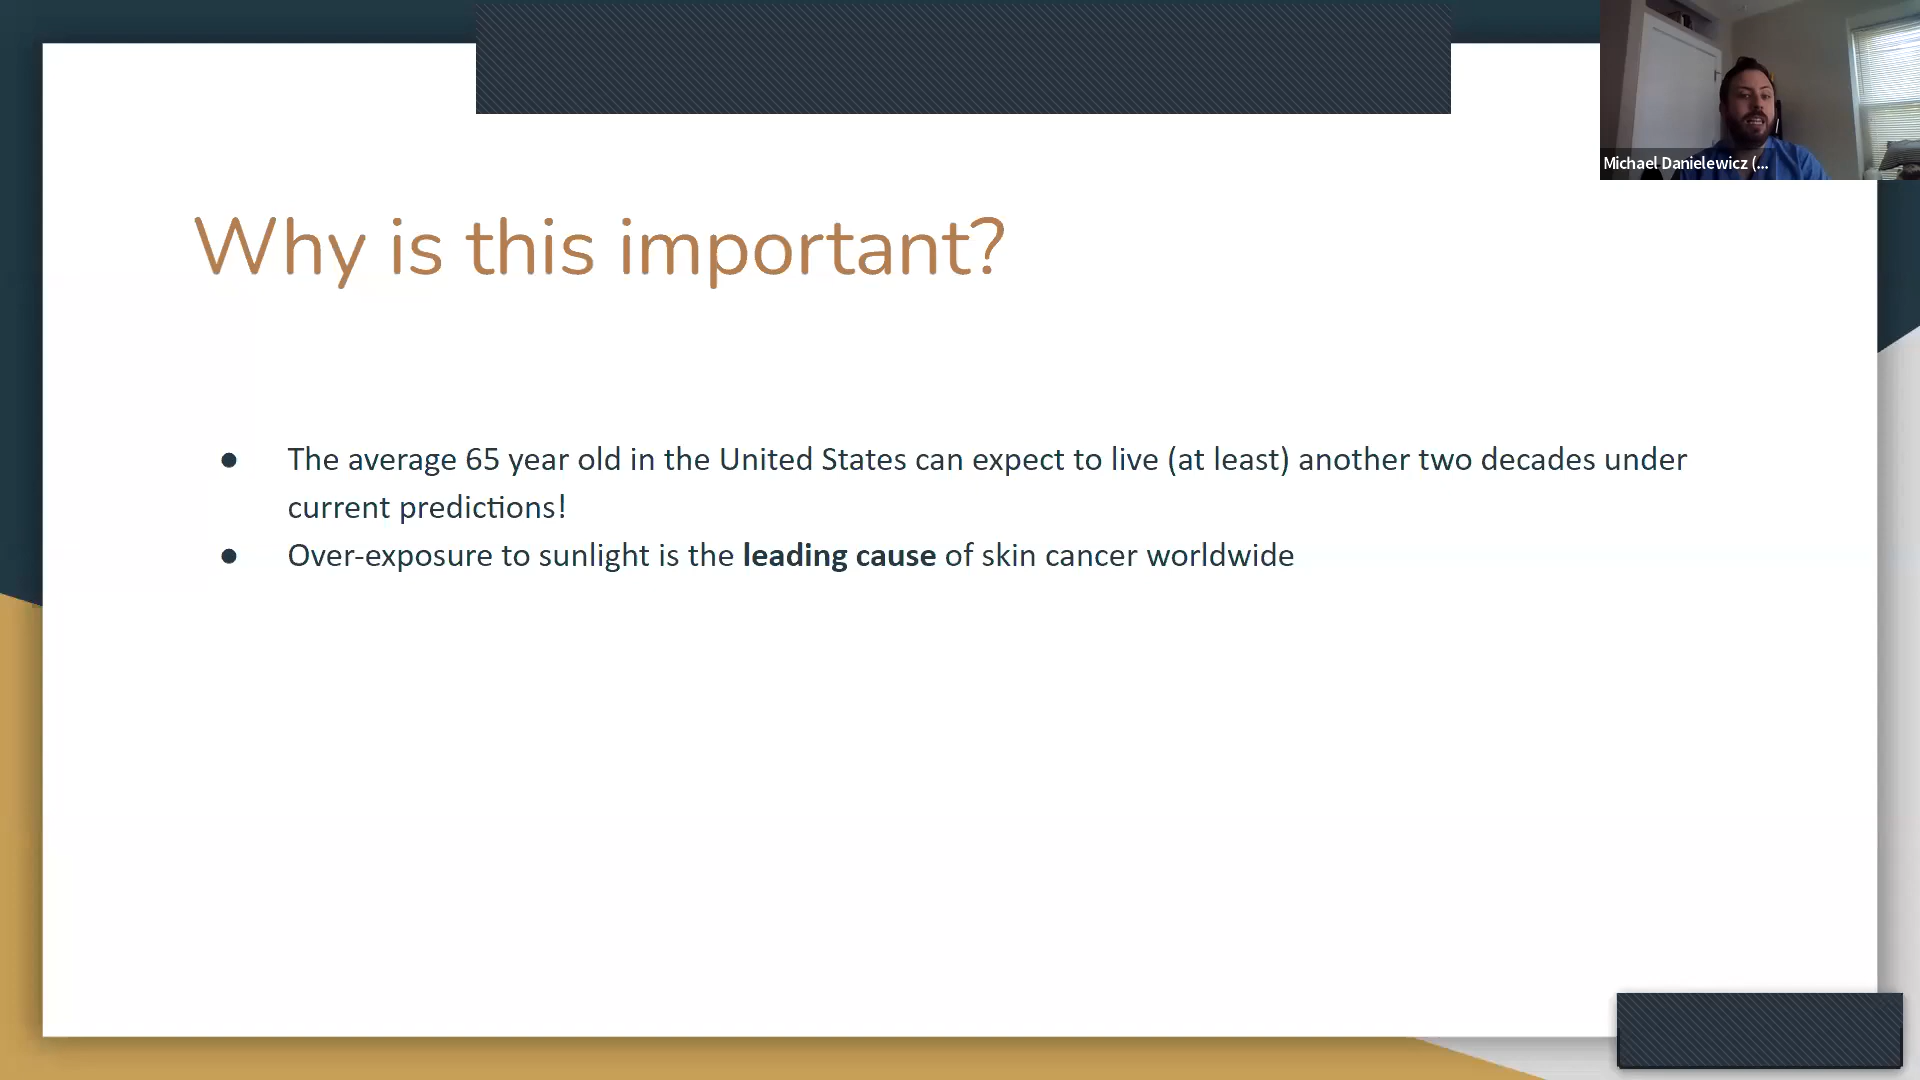 Michael Danielewicz (...
Why is this important?
● The average 65 year old in the United States can expect to live (at least) another two decades under
current predictions!
● Over-exposure to sunlight is the leading cause of skin cancer worldwide